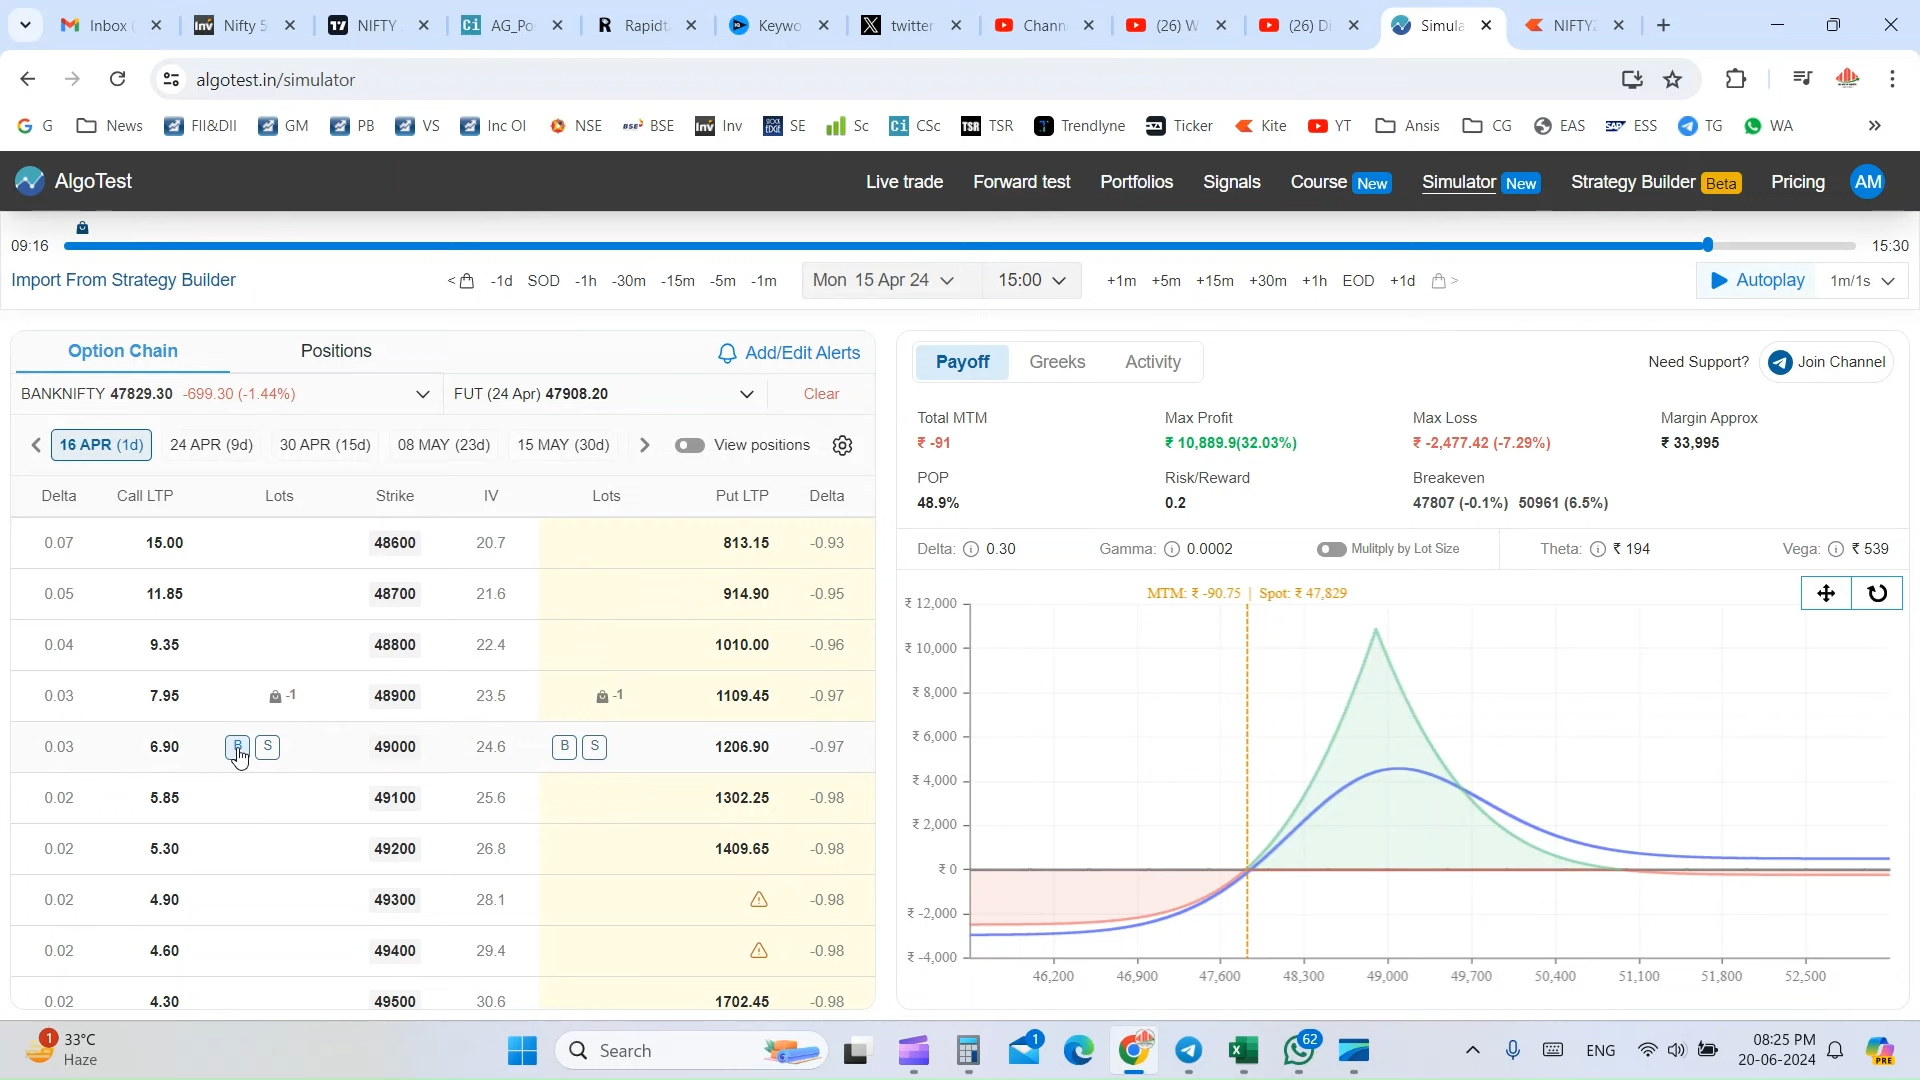 Inbox (
Nifty 5
NIFTY
AG_Po
Rapidt
Keywo
twitter
Chann
(26) W
(26) Di
Simula
NIFTY
algotest.in/simulator
G
News
FII&DII
GM
PB
VS
Inc OI
NSE
BSE
Inv
SE
Sc
CSc
TSR
Trendlyne
Ticker
Kite
YT
Ansis
CG
EAS
ESS
TG
WA
AlgoTest
Live trade
Forward test
Portfolios
Signals
Course New
Simulator New
Strategy Builder Beta
Pricing
AM
09:16
15:30
Import From Strategy Builder
< -1d SOD -1h -30m -15m -5m -1m
Mon 15 Apr 24
15:00
+1m +5m +15m +30m +1h EOD +1d >
Autoplay
1m/1s
Option Chain
Positions
Add/Edit Alerts
BANKNIFTY 47829.30 -699.30 (-1.44%)
FUT (24 Apr) 47908.20
Clear
16 APR (1d) 24 APR (9d) 30 APR (15d) 08 MAY (23d) 15 MAY (30d)
View positions
Delta Call LTP Lots Strike IV Lots Put LTP Delta
0.07 15.00 48600 20.7 813.15 -0.93
0.05 11.85 48700 21.6 914.90 -0.95
0.04 9.35 48800 22.4 1010.00 -0.96
0.03 7.95 -1 48900 23.5 -1 1109.45 -0.97
0.03 6.90 B S 49000 24.6 B S 1206.90 -0.97
0.02 5.85 49100 25.6 1302.25 -0.98
0.02 5.30 49200 26.8 1409.65 -0.98
0.02 4.90 49300 28.1 -0.98
0.02 4.60 49400 29.4 -0.98
0.02 4.30 49500 30.6 1702.45 -0.98
Payoff
Greeks
Activity
Need Support?
Join Channel
Total MTM Max Profit Max Loss Margin Approx
₹ -91 ₹ 10,889.9(32.03%) ₹ -2,477.42 (-7.29%) ₹ 33,995
POP Risk/Reward Breakeven
48.9% 0.2 47807 (-0.1%) 50961 (6.5%)
Delta: 0.30 Gamma: 0.0002 Mulitply by Lot Size Theta: ₹ 194 Vega: ₹ 539
MTM: ₹ -90.75 | Spot: ₹ 47,829
₹ 12,000
₹ 10,000
₹ 8,000
₹ 6,000
₹ 4,000
₹ 2,000
₹ 0
₹ -2,000
₹ -4,000
46,200 46,900 47,600 48,300 49,000 49,700 50,400 51,100 51,800 52,500
1
33°C
Haze
Search
1
62
ENG
08:25 PM
20-06-2024
PRE